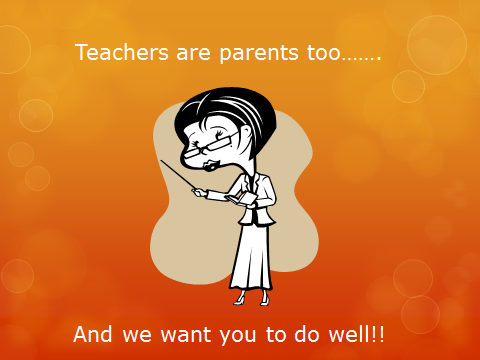 Teachers are parents too.......
And we want you to do well!!